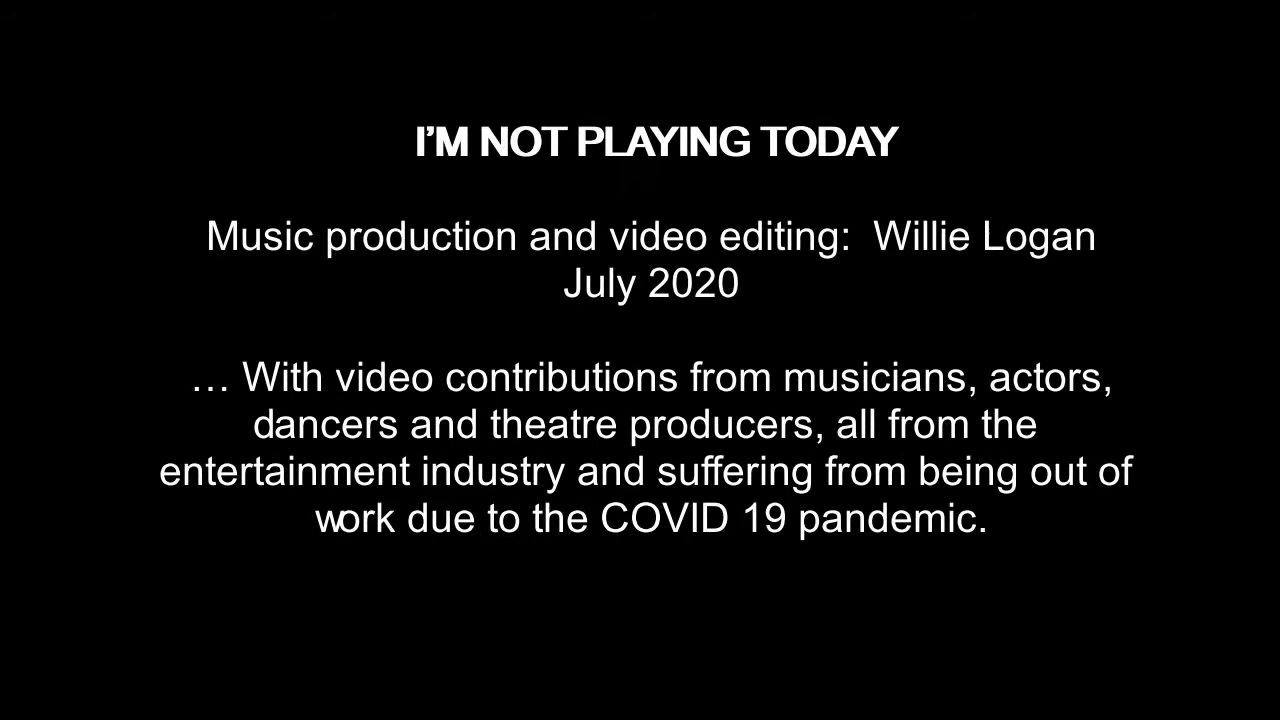 I’M NOT PLAYING TODAY
Music production and video editing:  Willie Logan
July 2020
… With video contributions from musicians, actors,
dancers and theatre producers, all from the
entertainment industry and suffering from being out of
work due to the COVID 19 pandemic.